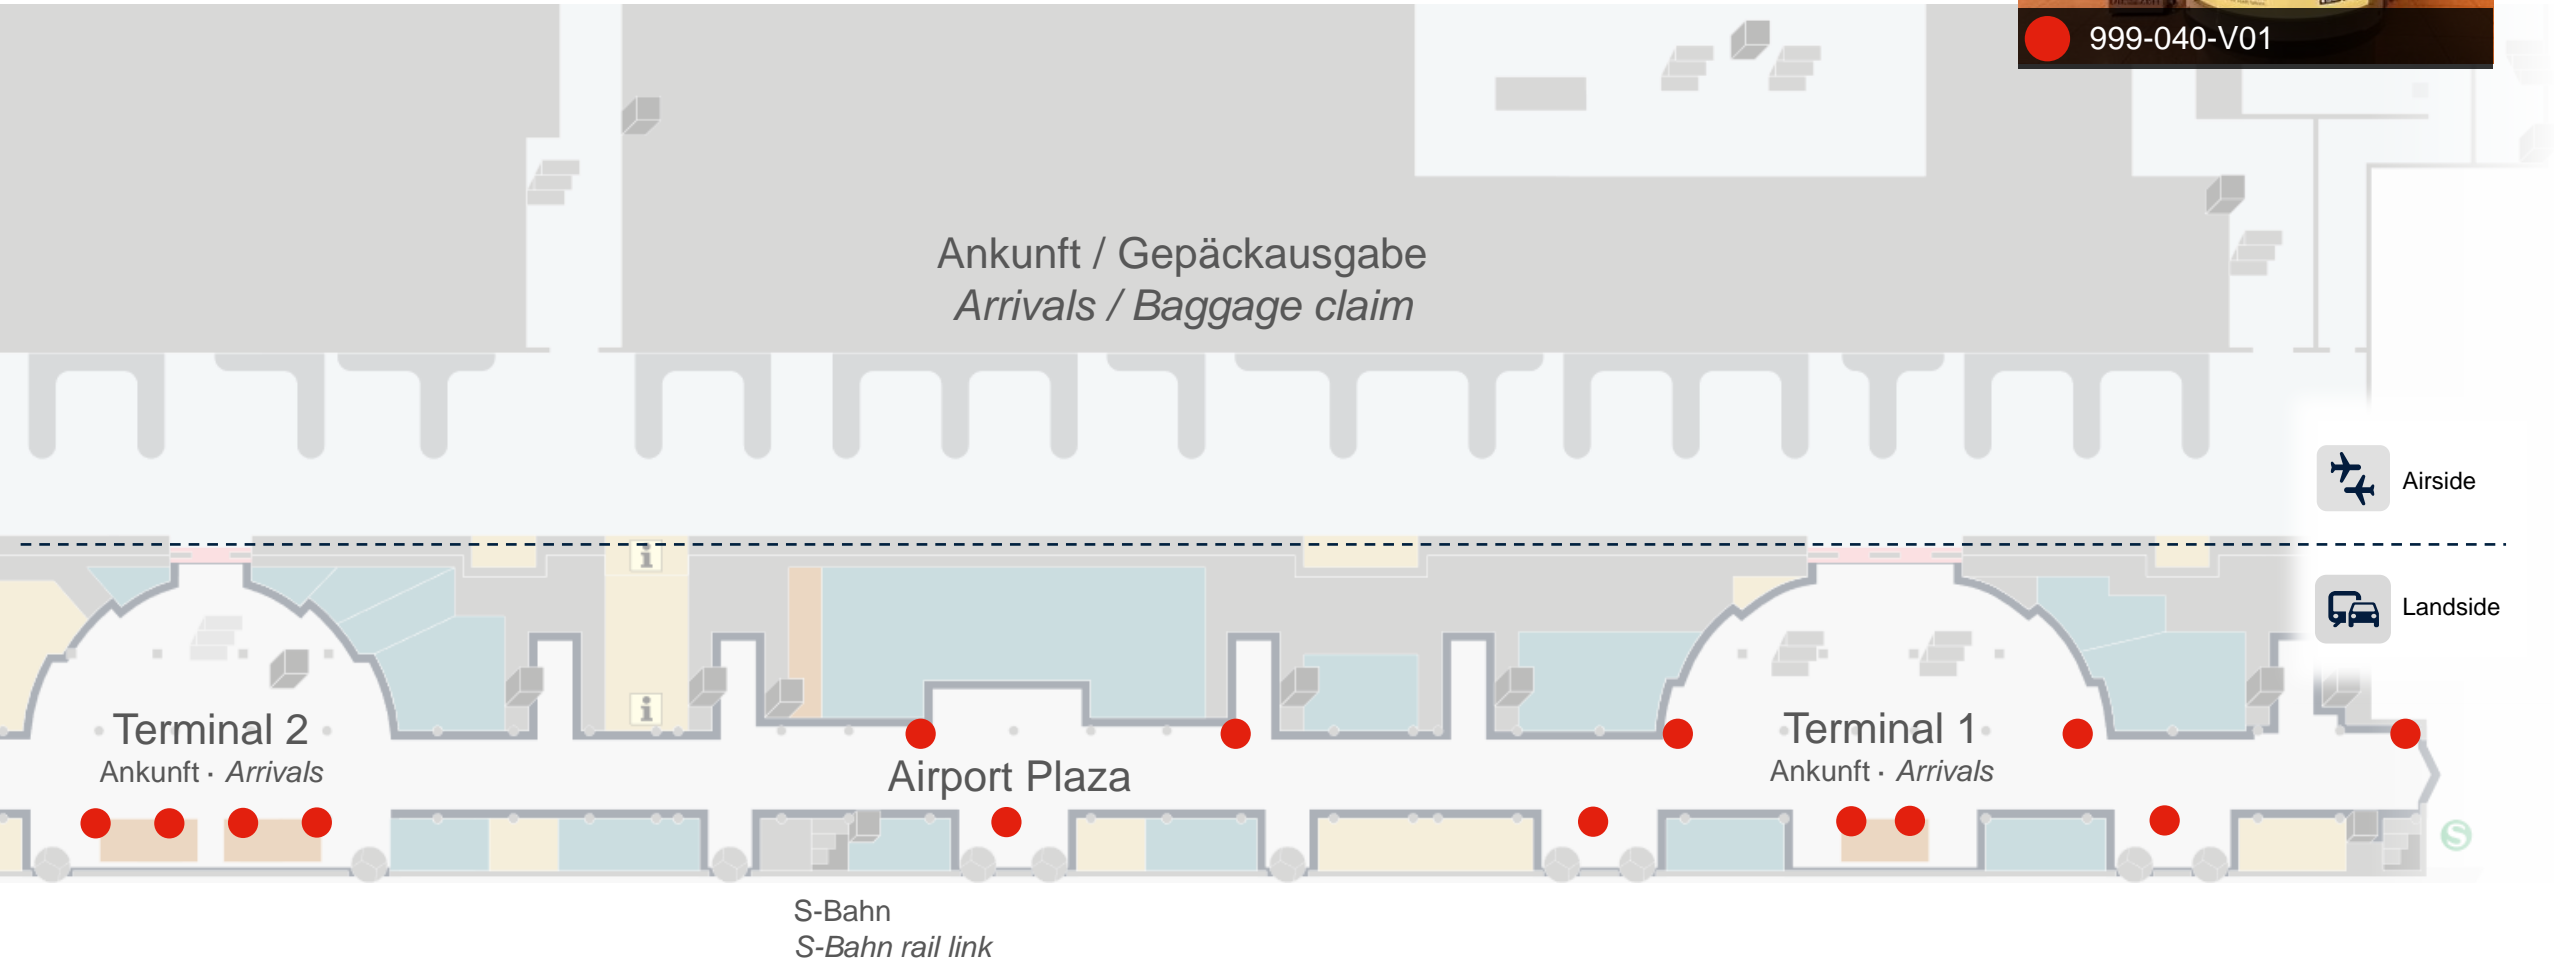 999-040-V01
Ankunft / Gepäckausgabe
Arrivals / Baggage claim
Airside
i
Landside
i
Terminal 2
Ankunft · Arrivals
Airport Plaza
Terminal 1
Ankunft · Arrivals
S
S-Bahn
S-Bahn rail link